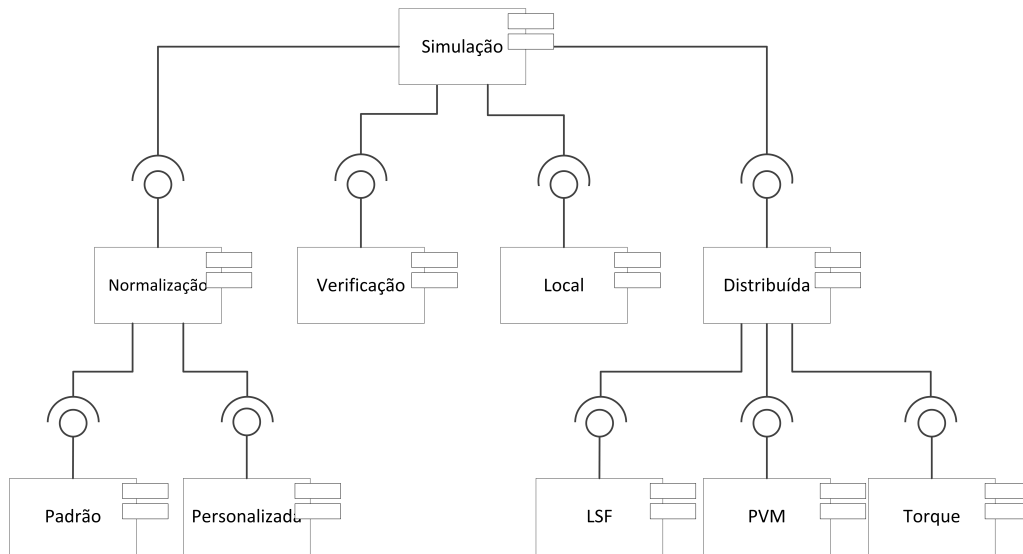 Simulação
Normalização
Verificação
Local
Distribuída
Padrão
Personalizada
LSF
PVM
Torque